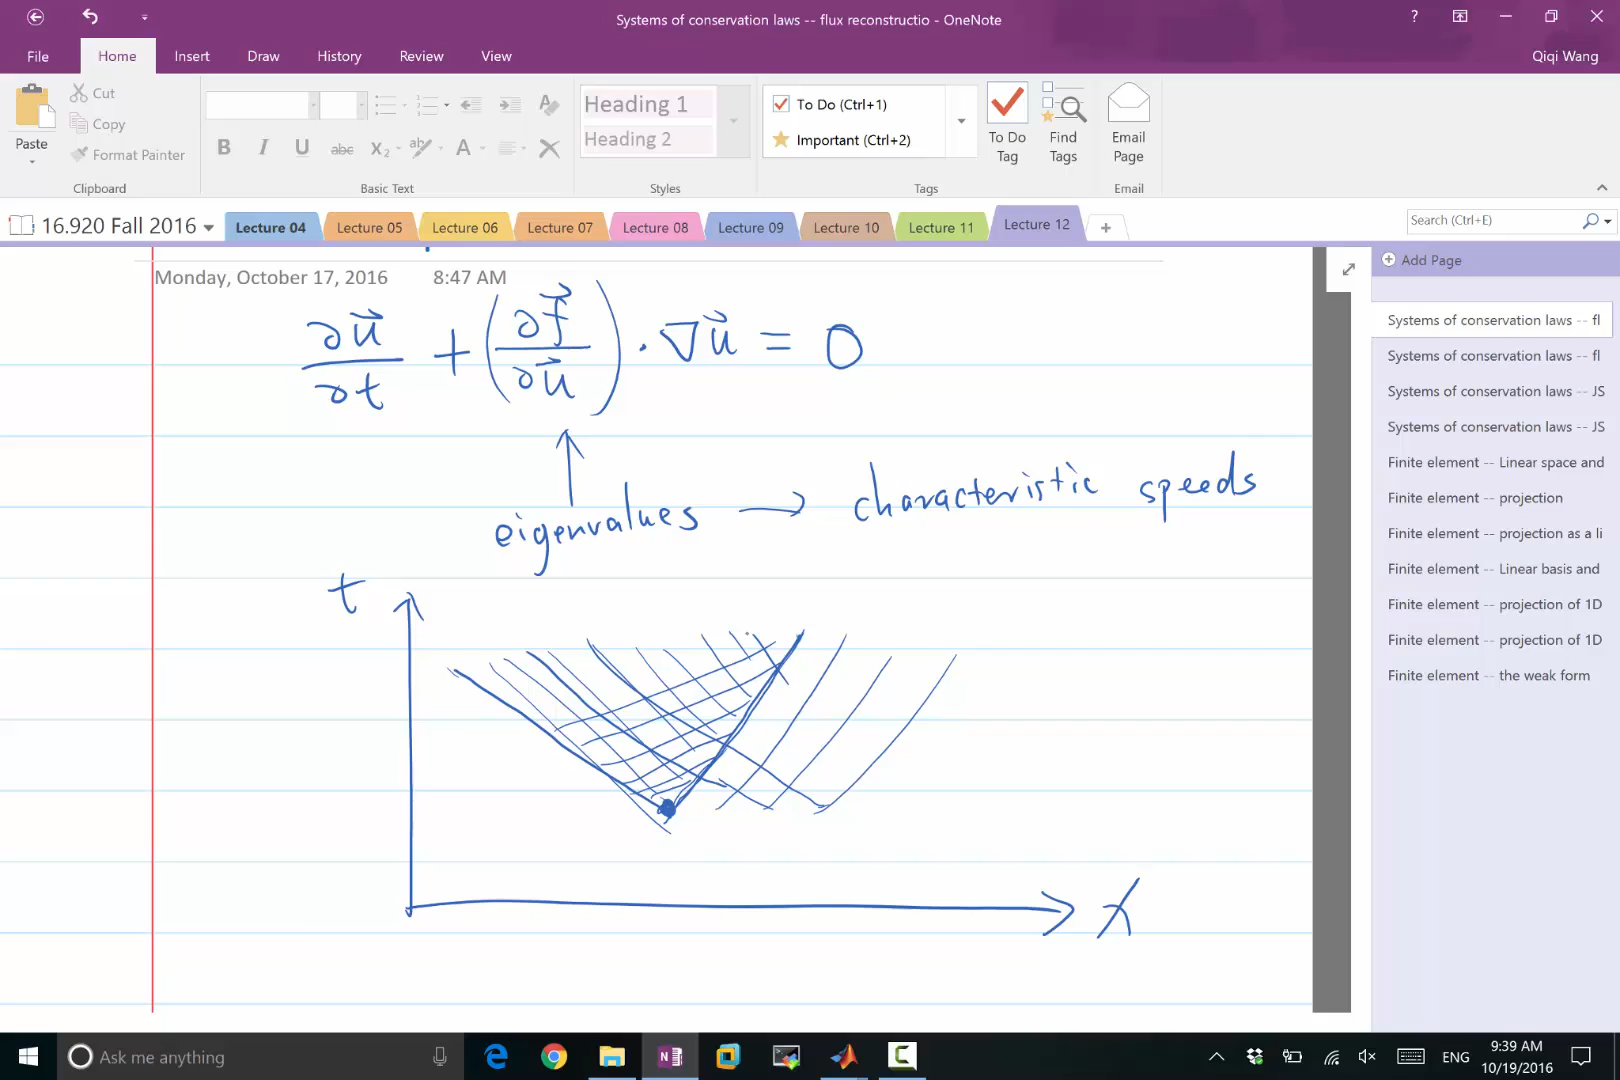 Systems of conservation laws -- flux reconstructio - OneNote
?
File
Home
Insert
Draw
History
Review
View
Qiqi Wang
Paste
Cut
Copy
Format Painter
Clipboard
B I U abc X₂ A
Basic Text
Heading 1
Heading 2
Styles
To Do (Ctrl+1)
Important (Ctrl+2)
To Do Tag
Find Tags
Tags
Email Page
Email
16.920 Fall 2016
Lecture 04
Lecture 05
Lecture 06
Lecture 07
Lecture 08
Lecture 09
Lecture 10
Lecture 11
Lecture 12
+
Search (Ctrl+E)
Monday, October 17, 2016 8:47 AM
∂u⃗/∂t + (∂f⃗/∂u⃗) · ∇u⃗ = 0
eigenvalues → characteristic speeds
t
x
Add Page
Systems of conservation laws -- fl
Systems of conservation laws -- fl
Systems of conservation laws -- JS
Systems of conservation laws -- JS
Finite element -- Linear space and
Finite element -- projection
Finite element -- projection as a li
Finite element -- Linear basis and
Finite element -- projection of 1D
Finite element -- projection of 1D
Finite element -- the weak form
Ask me anything
ENG
9:39 AM
10/19/2016